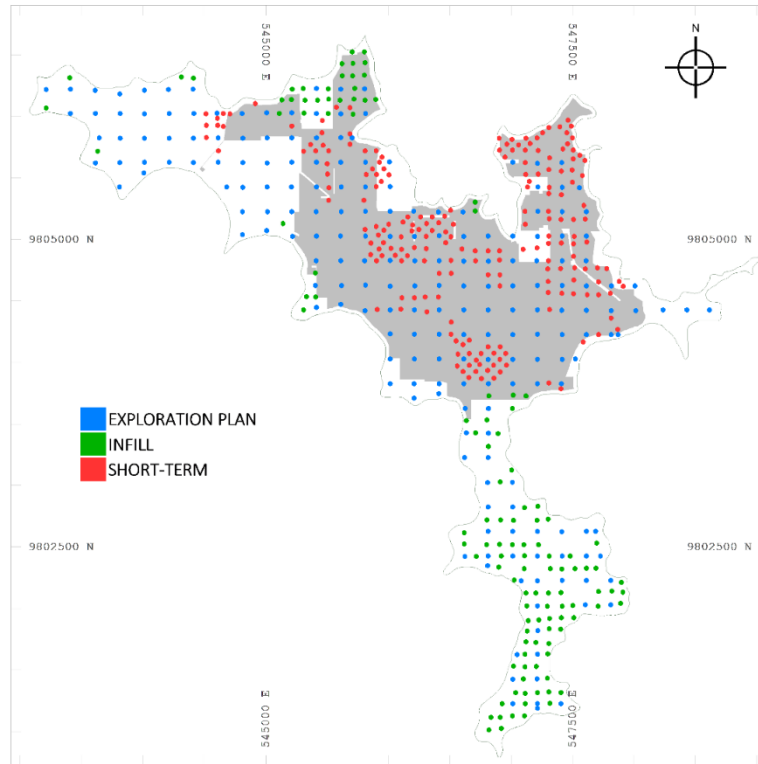 N
545000 E
547500 E
9805000 N
9805000 N
EXPLORATION PLAN
INFILL
SHORT-TERM
9802500 N
9802500 N
545000 E
547500 E